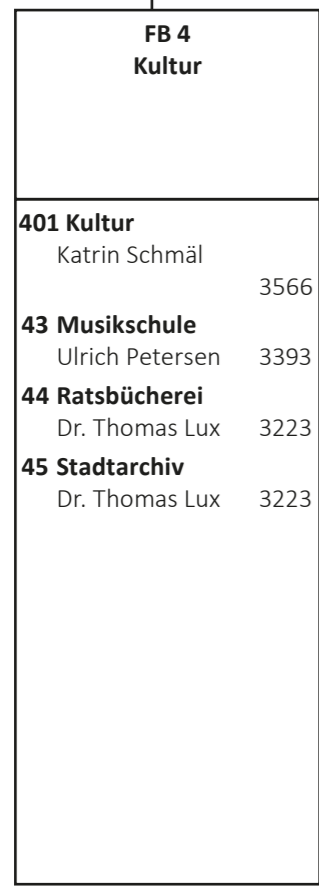 FB 4
Kultur
401 Kultur
Katrin Schmäl
3566
43 Musikschule
Ulrich Petersen 3393
44 Ratsbücherei
Dr. Thomas Lux 3223
45 Stadtarchiv
Dr. Thomas Lux 3223